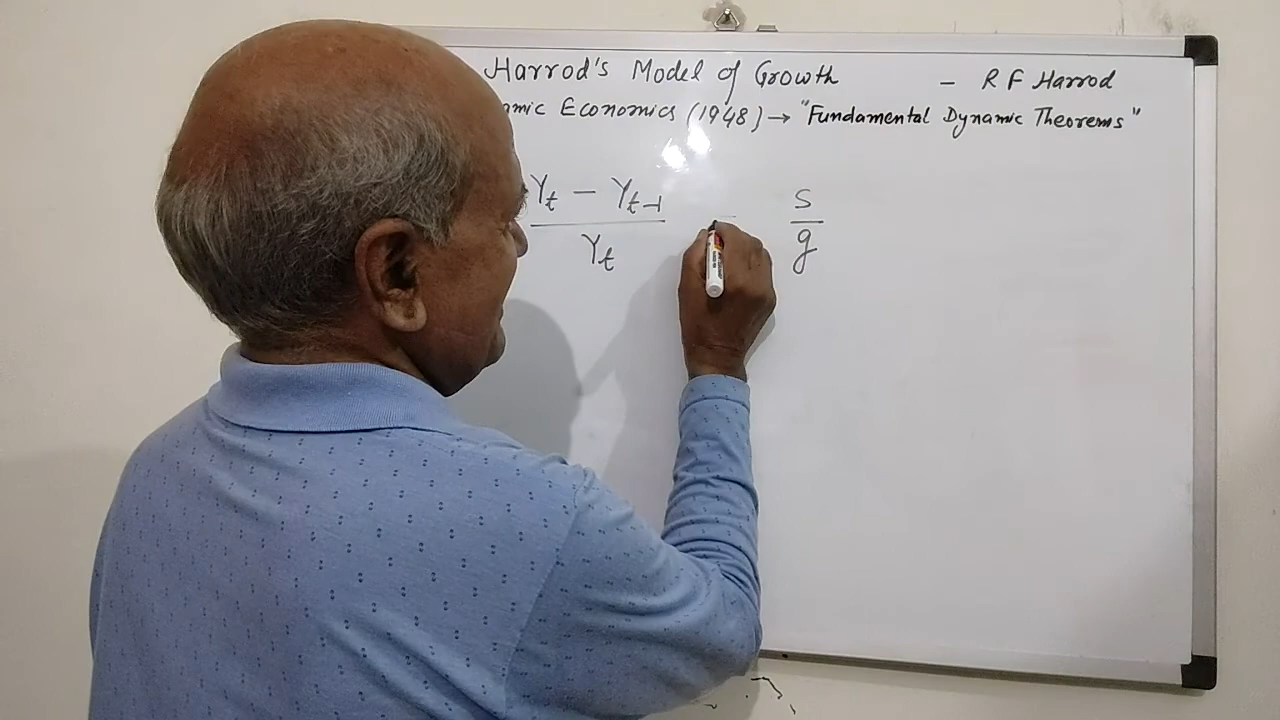 Harrod's Model of Growth - R F Harrod
Economics (1948) → "Fundamental Dynamic Theorems"
Yt - Yt-1 s
Yt g